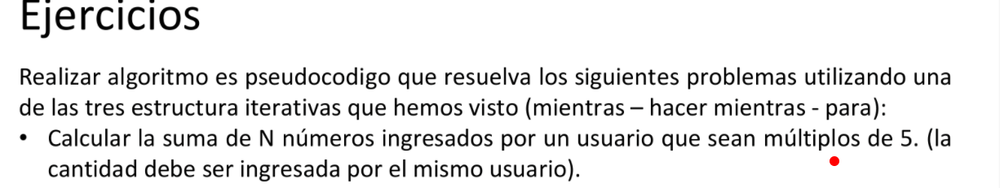 Ejercicios
Realizar algoritmo es pseudocodigo que resuelva los siguientes problemas utilizando una
de las tres estructura iterativas que hemos visto (mientras – hacer mientras - para):
• Calcular la suma de N números ingresados por un usuario que sean múltiplos de 5. (la
cantidad debe ser ingresada por el mismo usuario).